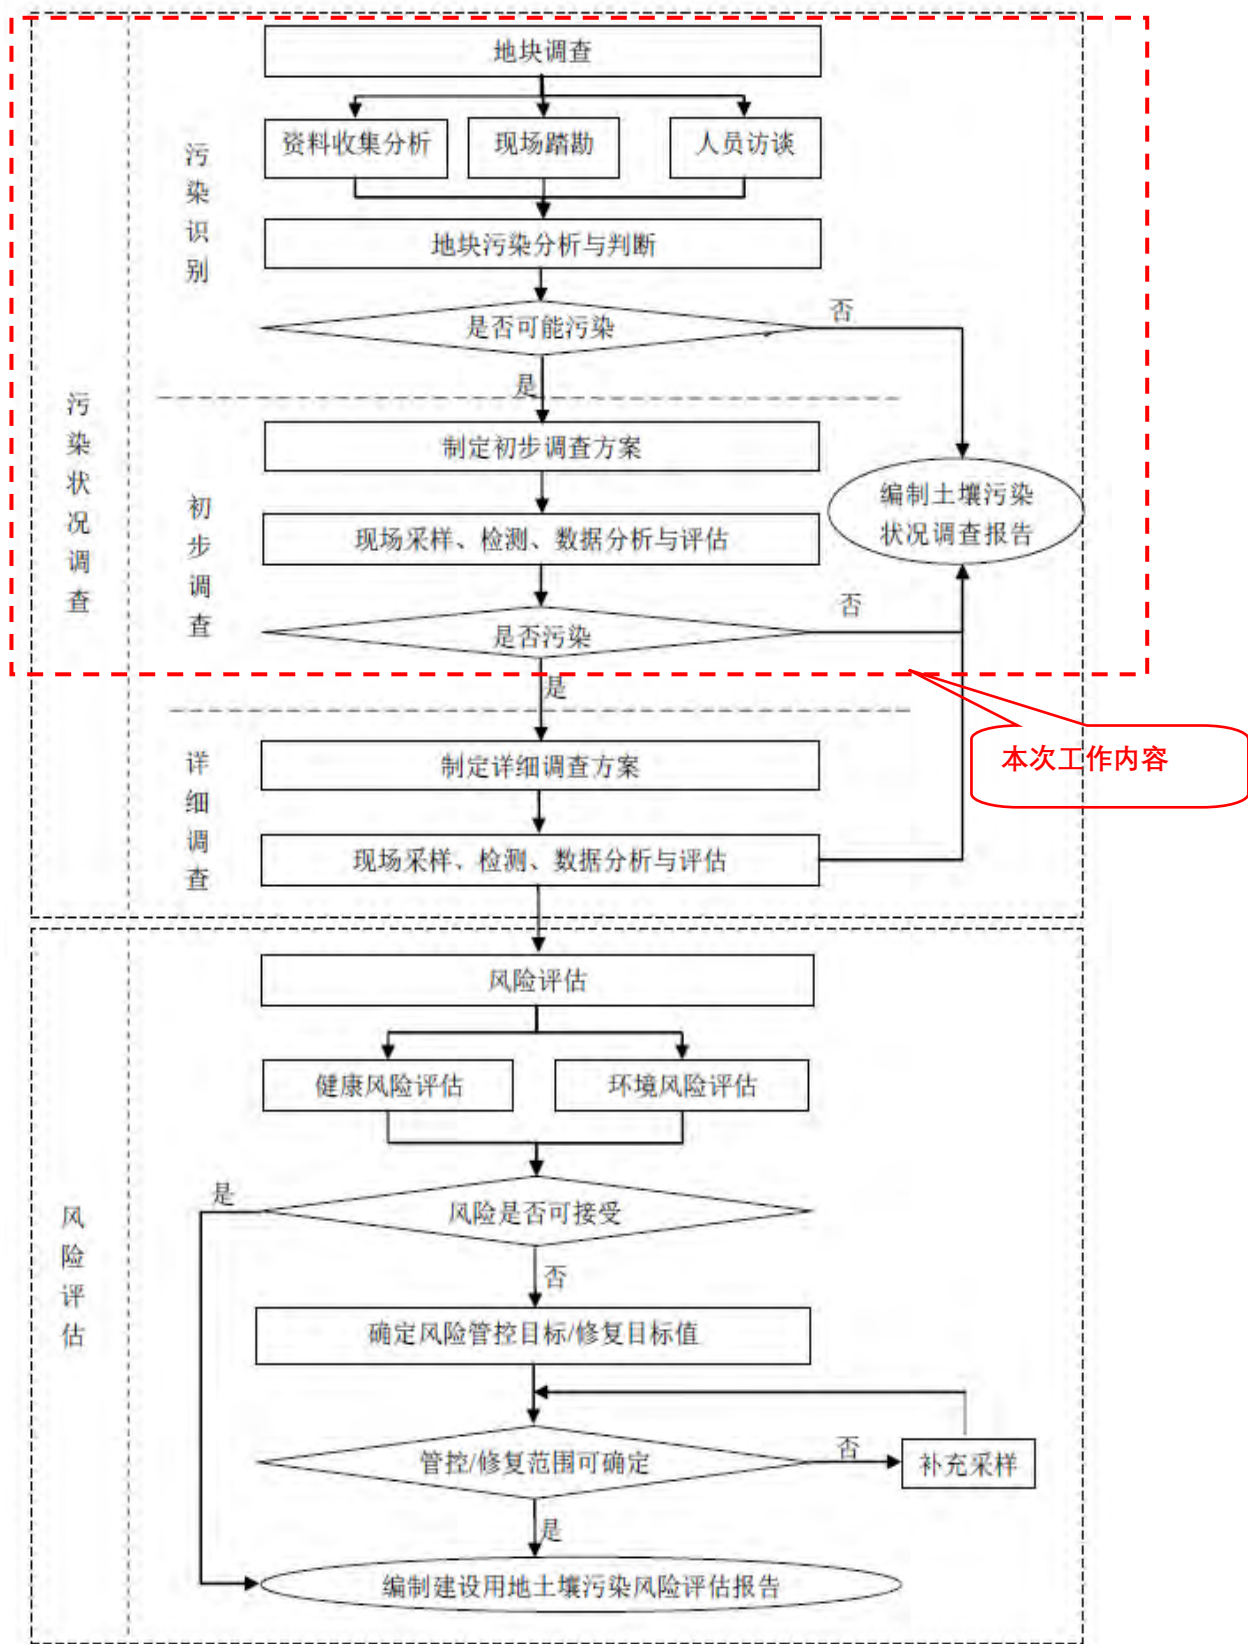 地块调查
资料收集分析
现场踏勘
人员访谈
污染识别
地块污染分析与判断
是否可能污染
否
是
污染状况调查
制定初步调查方案
编制土壤污染
状况调查报告
初步调查
现场采样、检测、数据分析与评估
是否污染
否
是
本次工作内容
详细调查
制定详细调查方案
现场采样、检测、数据分析与评估
风险评估
健康风险评估
环境风险评估
是
风险是否可接受
风险评估
否
确定风险管控目标/修复目标值
管控/修复范围可确定
否
补充采样
是
编制建设用地土壤污染风险评估报告